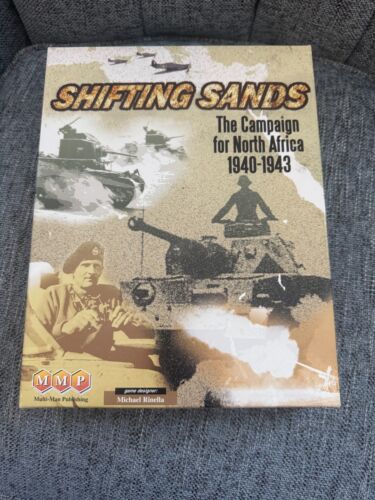 SHIFTING SANDS
The Campaign
for North Africa
1940-1943
MMP
Multi-Man Publishing
game designer:
Michael Rinella